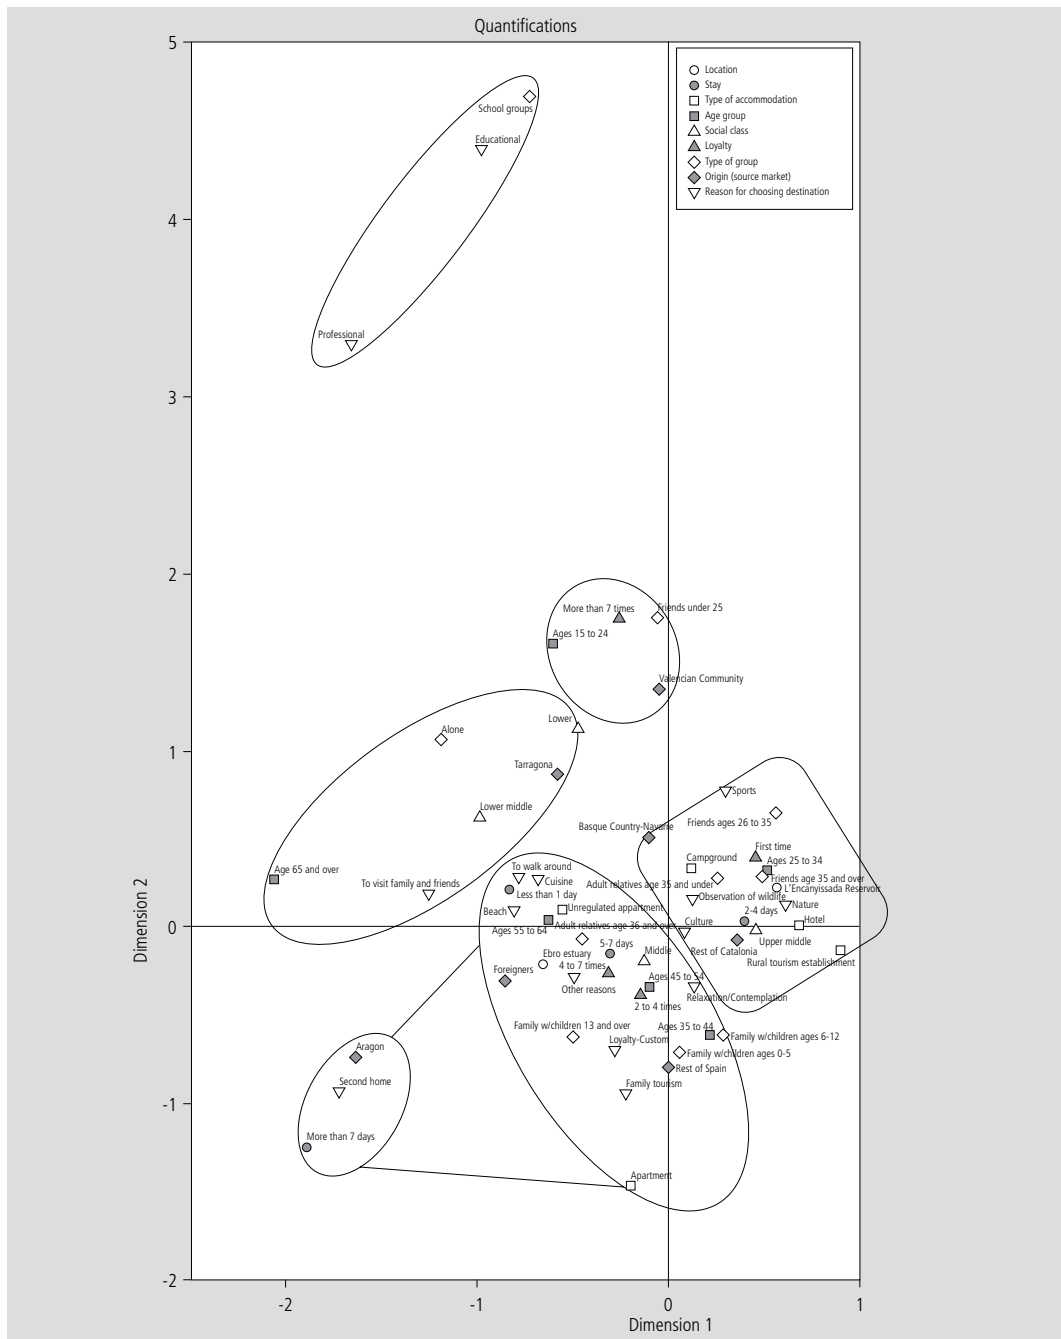 Quantifications
5
Location
Stay
Type of accomodation
Age group
Social class
Loyalty
Type of group
Origin (source market)
Reason for choosing destination
School groups
Educational
4
Professional
3
2
More than 7 times
Friends under 25
Ages 15 to 24
Valencian Community
Lower
Alone
1
Tarragona
Sports
Lower middle
Friends ages 26 to 35
Basque Country-Navarre
First time
Campground
Ages 25 to 34
To walk around
Age 65 and over
Cuisine
Adult relatives age 35 and under
Friends age 35 and over
To visit family and friends
L'Encanyissada Reservoir
Less than 1 day
Observation of wildlife
Nature
Beach
Unregulated appartment
2-4 days
Hotel
Culture
Ages 55 to 64
Adult relatives age 36 and over
0
5-7 days
Upper middle
Ebro estuary
Middle
Rest of Catalonia
Rural tourism establishment
Foreigners
4 to 7 times
Ages 45 to 54
Other reasons
Relaxation/Contemplation
2 to 4 times
Family w/children 13 and over
Ages 35 to 44
Family w/children ages 6-12
Loyalty-Custom
Aragon
Family w/children ages 0-5
Rest of Spain
Second home
Family tourism
-1
More than 7 days
Apartment
-2
Dimension 2
-2
-1
0
1
Dimension 1